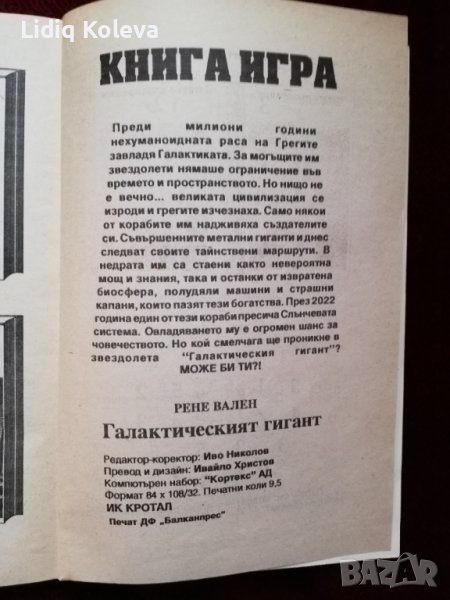 Lidiq Koleva
КНИГА ИГРА
Преди милиони години
нехуманоидната раса на Грегите
завладя Галактиката. За могъщите им
звездолети нямаше ограничение във
времето и пространството. Но нищо не
е вечно... великата цивилизация се
изроди и грегите изчезнаха. Само някои
от корабите им надживяха създателите
си. Съвършенните метални гиганти и днес
следват своите тайнствени маршрути. В
недрата им са стаени както невероятна
мощ и знания, така и останки от извратена
биосфера, полудяли машини и страшни
капани, които пазят тези богатства. През 2022
година един от тези кораби пресича Слънчевата
система. Овладяването му е огромен шанс за
човечеството. Но кой смелчага ще проникне в
звездолета "Галактическия гигант"?
МОЖЕ БИ ТИ?!
РЕНЕ ВАЛЕН
Галактическият гигант
Редактор-коректор: Иво Николов
Превод и дизайн: Ивайло Христов
Компютърен набор: "Кортекс" АД
Формат 84 х 108/32. Печатни коли 9,5
ИК КРОТАЛ
Печат ДФ „Балканпрес"
BAZAR